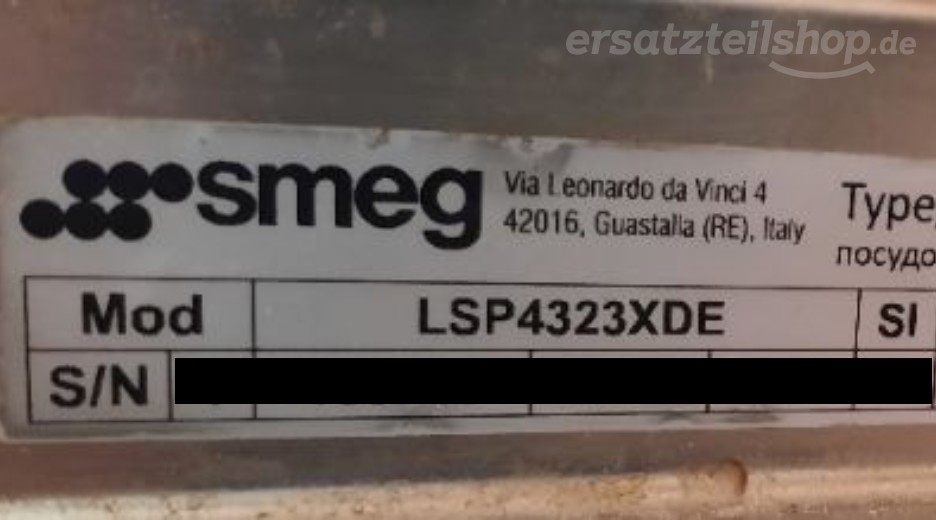 ersatzteilshop.de
smeg
Via Leonardo da Vinci 4
42016, Guastalla (RE), Italy
Type
посудо
Mod LSP4323XDE SI
S/N